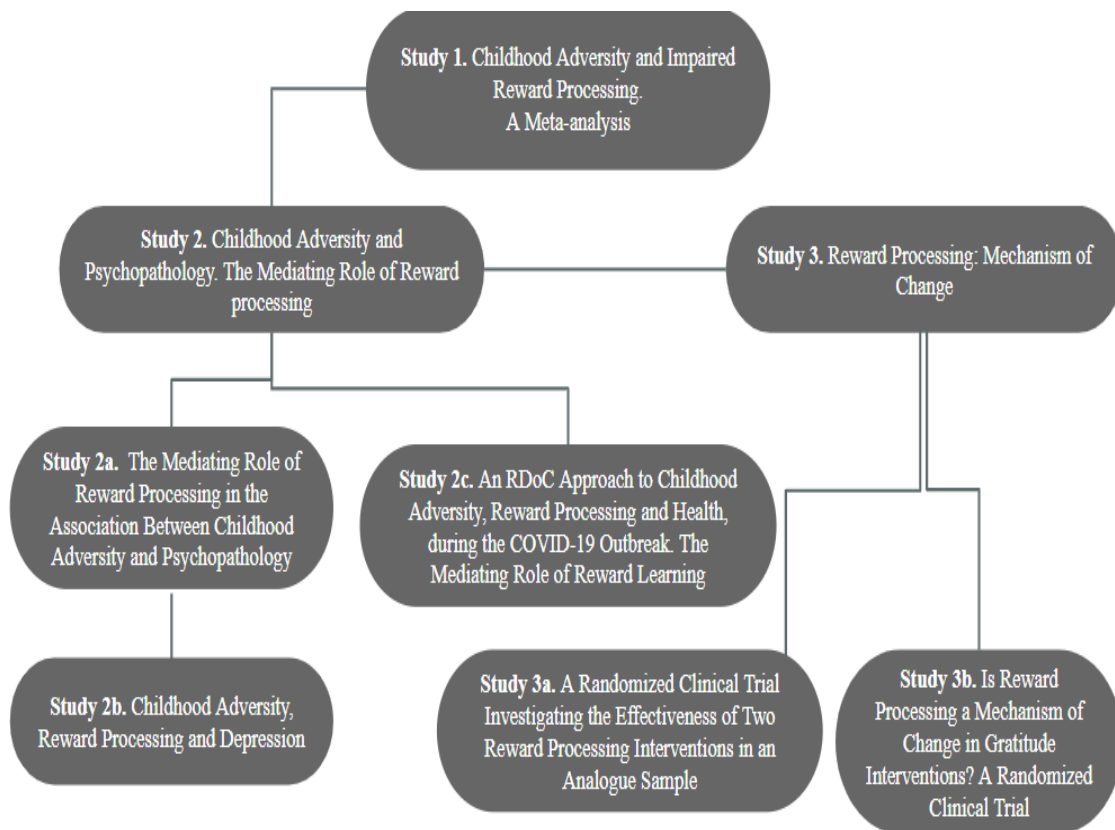 Study 1. Childhood Adversity and Impaired
Reward Processing.
A Meta-analysis
Study 2. Childhood Adversity and
Psychopathology. The Mediating Role of Reward
processing
Study 3. Reward Processing: Mechanism of
Change
Study 2a. The Mediating Role of
Reward Processing in the
Association Between Childhood
Adversity and Psychopathology
Study 2c. An RDoC Approach to Childhood
Adversity, Reward Processing and Health,
during the COVID-19 Outbreak. The
Mediating Role of Reward Learning
Study 2b. Childhood Adversity,
Reward Processing and Depression
Study 3a. A Randomized Clinical Trial
Investigating the Effectiveness of Two
Reward Processing Interventions in an
Analogue Sample
Study 3b. Is Reward
Processing a Mechanism of
Change in Gratitude
Interventions? A Randomized
Clinical Trial